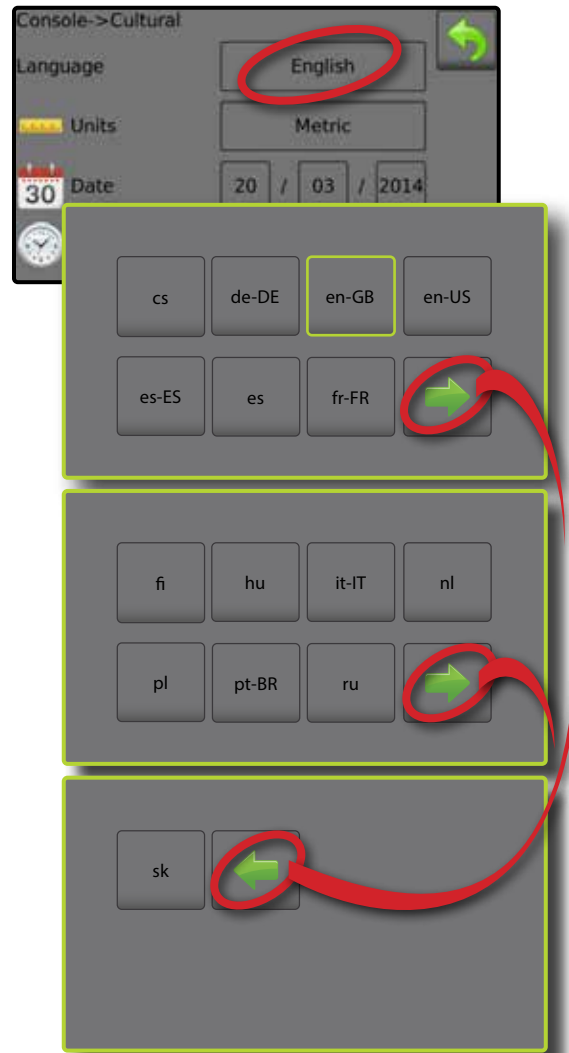 Console->Cultural
Language English
Units Metric
30 Date 20 / 03 / 2014
cs de-DE en-GB en-US
es-ES es fr-FR
fi hu it-IT nl
pl pt-BR ru
sk